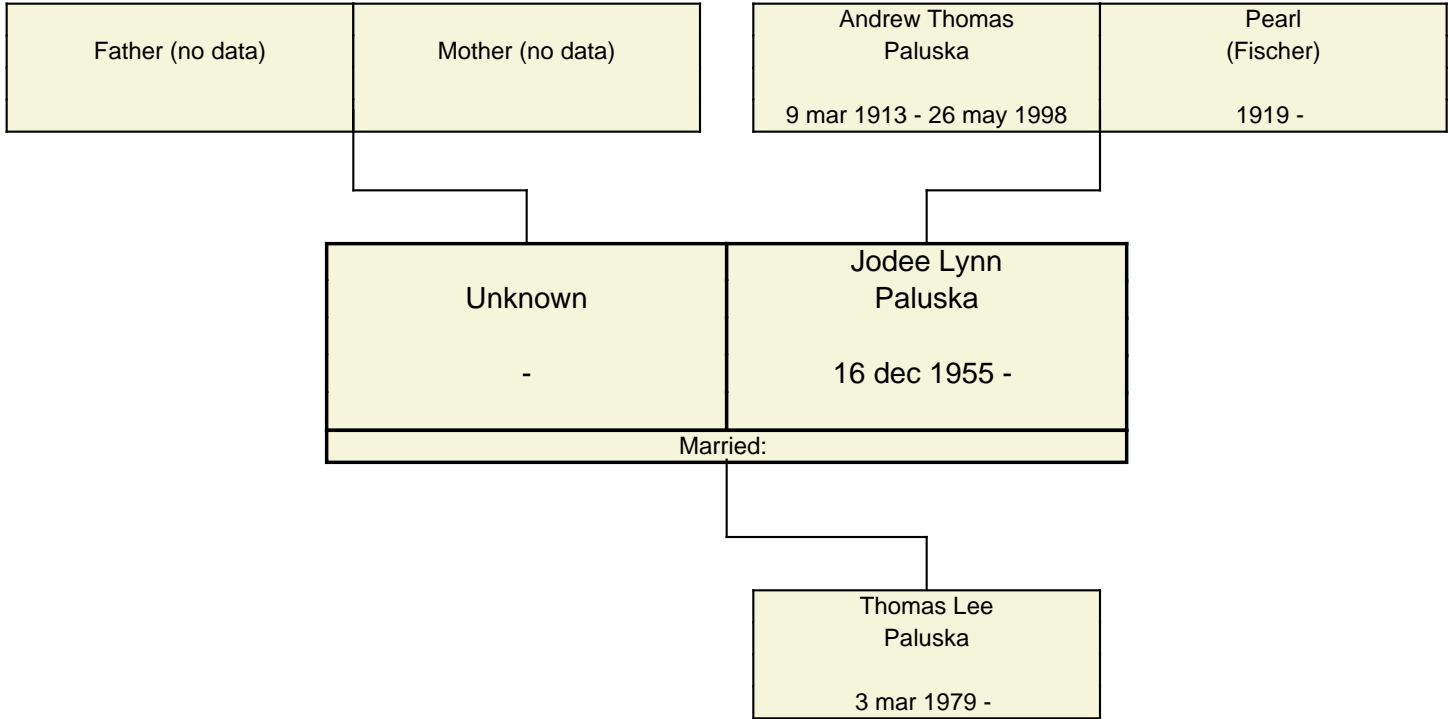 Father (no data)
Mother (no data)
Andrew Thomas
Paluska
9 mar 1913 - 26 may 1998
Pearl
(Fischer)
1919 -
Unknown
-
Jodee Lynn
Paluska
16 dec 1955 -
Married:
Thomas Lee
Paluska
3 mar 1979 -